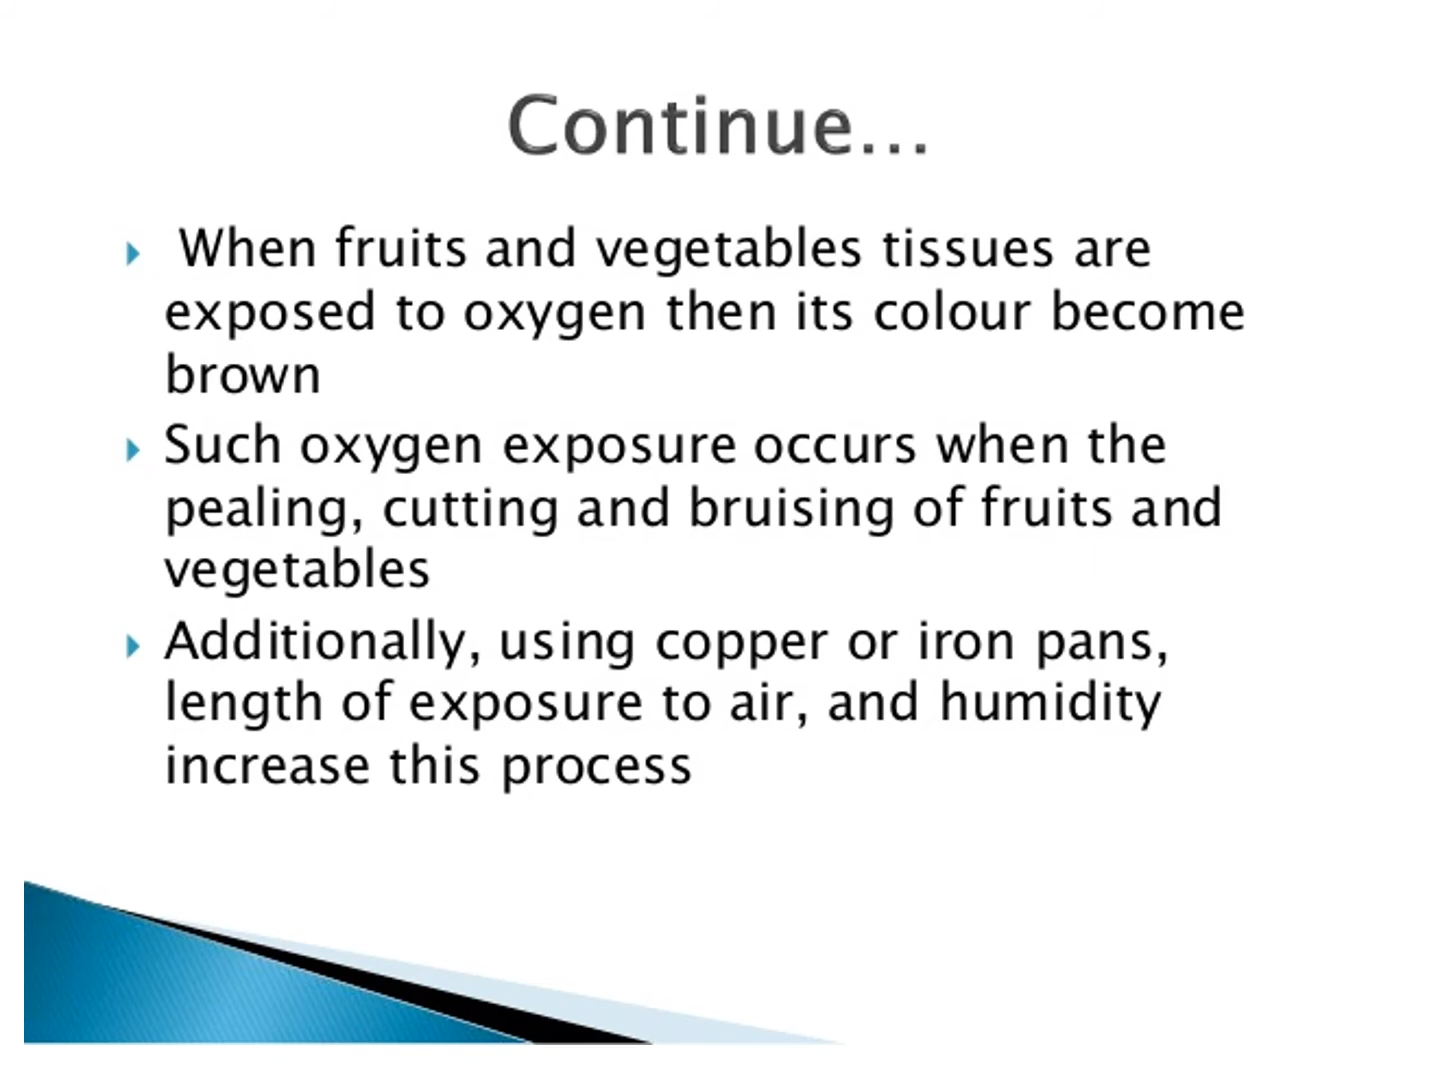 Continue...
When fruits and vegetables tissues are
exposed to oxygen then its colour become
brown
Such oxygen exposure occurs when the
pealing, cutting and bruising of fruits and
vegetables
Additionally, using copper or iron pans,
length of exposure to air, and humidity
increase this process